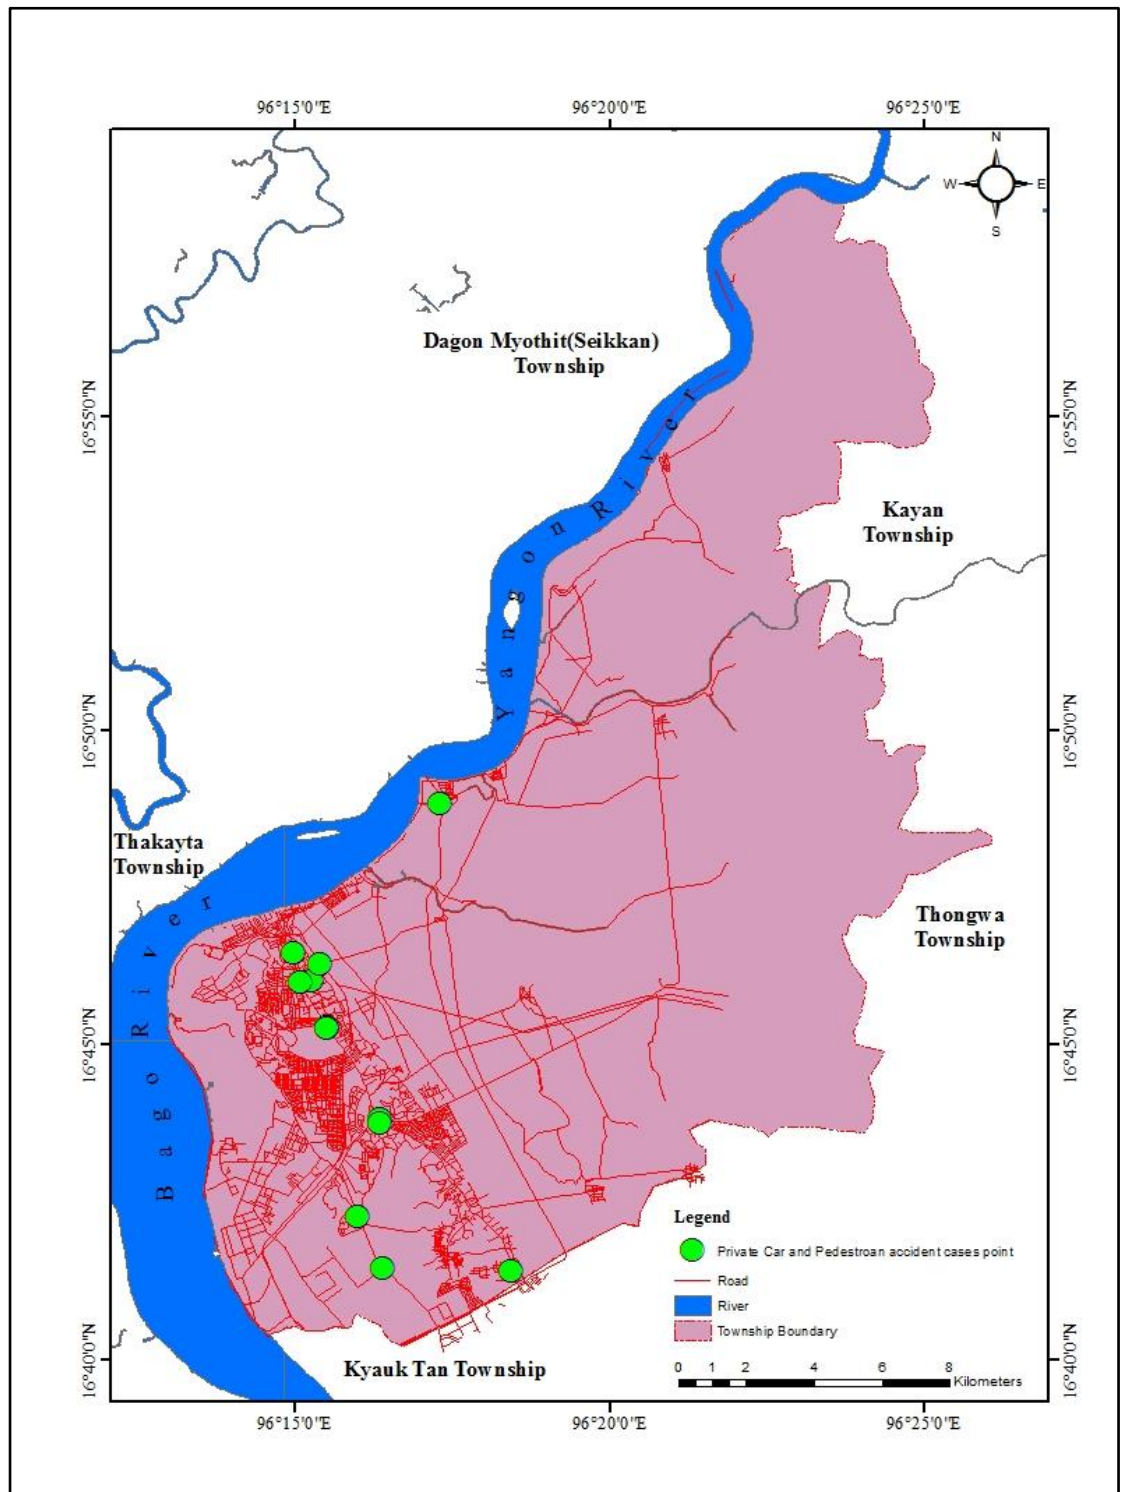 96°15'0"E 96°20'0"E 96°25'0"E
N
W E
S
Dagon Myothit(Seikkan)
Township
16°55'0"N 16°55'0"N
Kayan
Township
Yangon River
16°50'0"N 16°50'0"N
Thakayta
Township
Thongwa
Township
Bago River
16°45'0"N 16°45'0"N
Legend
Private Car and Pedestroan accident cases point
Road
River
Township Boundary
0 1 2 4 6 8
Kilometers
Kyauk Tan Township
16°40'0"N 16°40'0"N
96°15'0"E 96°20'0"E 96°25'0"E